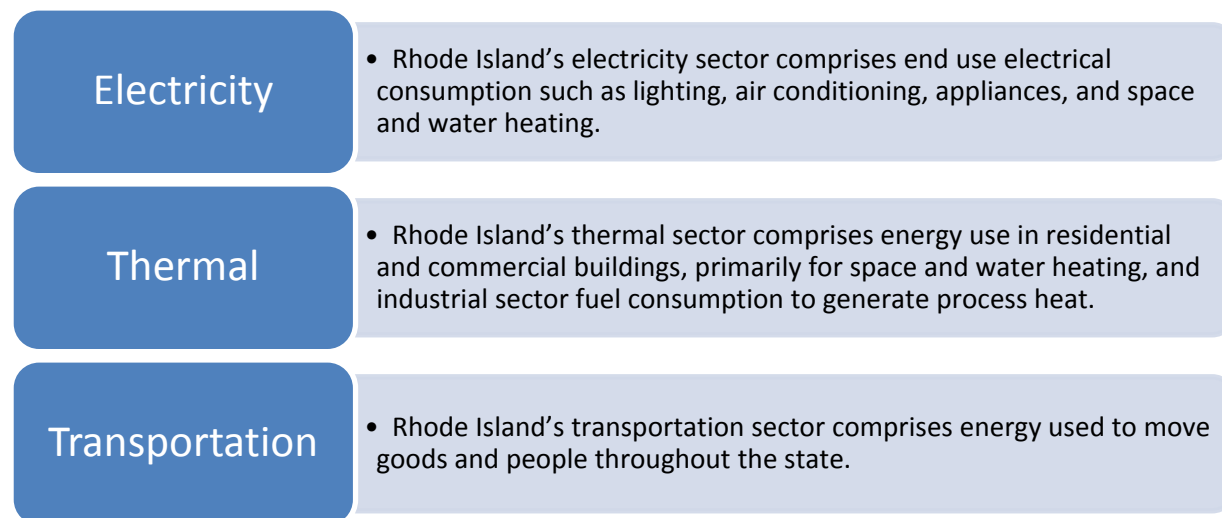 Electricity
• Rhode Island’s electricity sector comprises end use electrical
consumption such as lighting, air conditioning, appliances, and space
and water heating.
Thermal
• Rhode Island’s thermal sector comprises energy use in residential
and commercial buildings, primarily for space and water heating, and
industrial sector fuel consumption to generate process heat.
Transportation
• Rhode Island’s transportation sector comprises energy used to move
goods and people throughout the state.